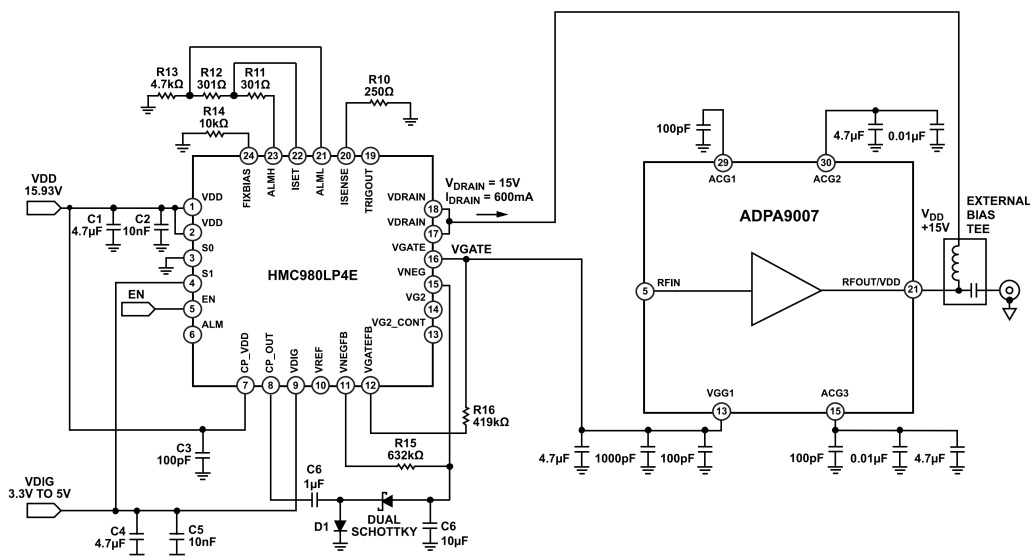 R13
4.7kΩ
R12
301Ω
R11
301Ω
R10
250Ω
R14
10kΩ
VDD
15.93V
C1
4.7µF
C2
10nF
24
23
22
21
20
19
FIXBIAS
ALMH
ISET
ALML
ISENSE
TRIGOUT
1
VDD
2
VDD
3
S0
4
S1
5
EN
6
ALM
EN
HMC980LP4E
VDRAIN
18
VDRAIN
17
VGATE
16
VNEG
15
VG2
14
VG2_CONT
13
VDRAIN = 15V
IDRAIN = 600mA
VGATE
CP_VDD
CP_OUT
VDIG
VREF
VNEGFB
VGATEFB
7
8
9
10
11
12
R16
419kΩ
R15
632kΩ
C3
100pF
VDIG
3.3V TO 5V
C4
4.7µF
C5
10nF
C6
1µF
D1
DUAL
SCHOTTKY
C6
10µF
100pF
4.7µF
0.01µF
29
ACG1
30
ACG2
ADPA9007
5
RFIN
RFOUT/VDD
21
VDD
+15V
EXTERNAL
BIAS
TEE
VGG1
13
ACG3
15
4.7µF
1000pF
100pF
100pF
0.01µF
4.7µF